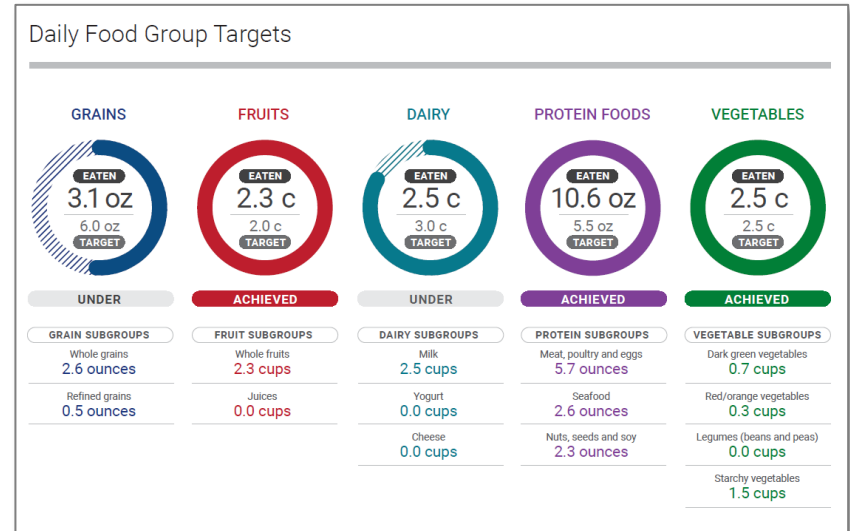 Daily Food Group Targets
GRAINS
EATEN
3.1 oz
6.0 oz
TARGET
UNDER
GRAIN SUBGROUPS
Whole grains
2.6 ounces
Refined grains
0.5 ounces
FRUITS
EATEN
2.3 c
2.0 c
TARGET
ACHIEVED
FRUIT SUBGROUPS
Whole fruits
2.3 cups
Juices
0.0 cups
DAIRY
EATEN
2.5 c
3.0 c
TARGET
UNDER
DAIRY SUBGROUPS
Milk
2.5 cups
Yogurt
0.0 cups
Cheese
0.0 cups
PROTEIN FOODS
EATEN
10.6 oz
5.5 oz
TARGET
ACHIEVED
PROTEIN SUBGROUPS
Meat, poultry and eggs
5.7 ounces
Seafood
2.6 ounces
Nuts, seeds and soy
2.3 ounces
VEGETABLES
EATEN
2.5 c
2.5 c
TARGET
ACHIEVED
VEGETABLE SUBGROUPS
Dark green vegetables
0.7 cups
Red/orange vegetables
0.3 cups
Legumes (beans and peas)
0.0 cups
Starchy vegetables
1.5 cups